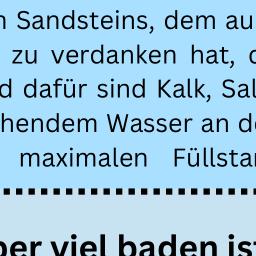 n Sandsteins, dem au
zu verdanken hat, d
d dafür sind Kalk, Sal
hendem Wasser an de
maximalen Füllstan
ber viel baden ist